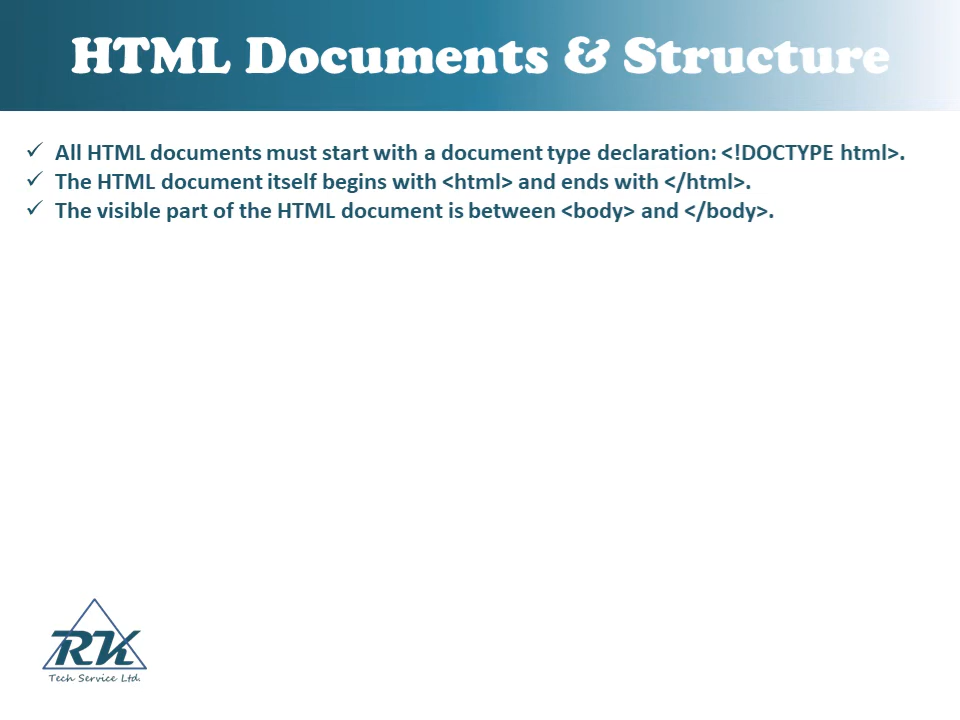 HTML Documents & Structure
✓ All HTML documents must start with a document type declaration: <!DOCTYPE html>.
✓ The HTML document itself begins with <html> and ends with </html>.
✓ The visible part of the HTML document is between <body> and </body>.
RK
Tech Service Ltd.